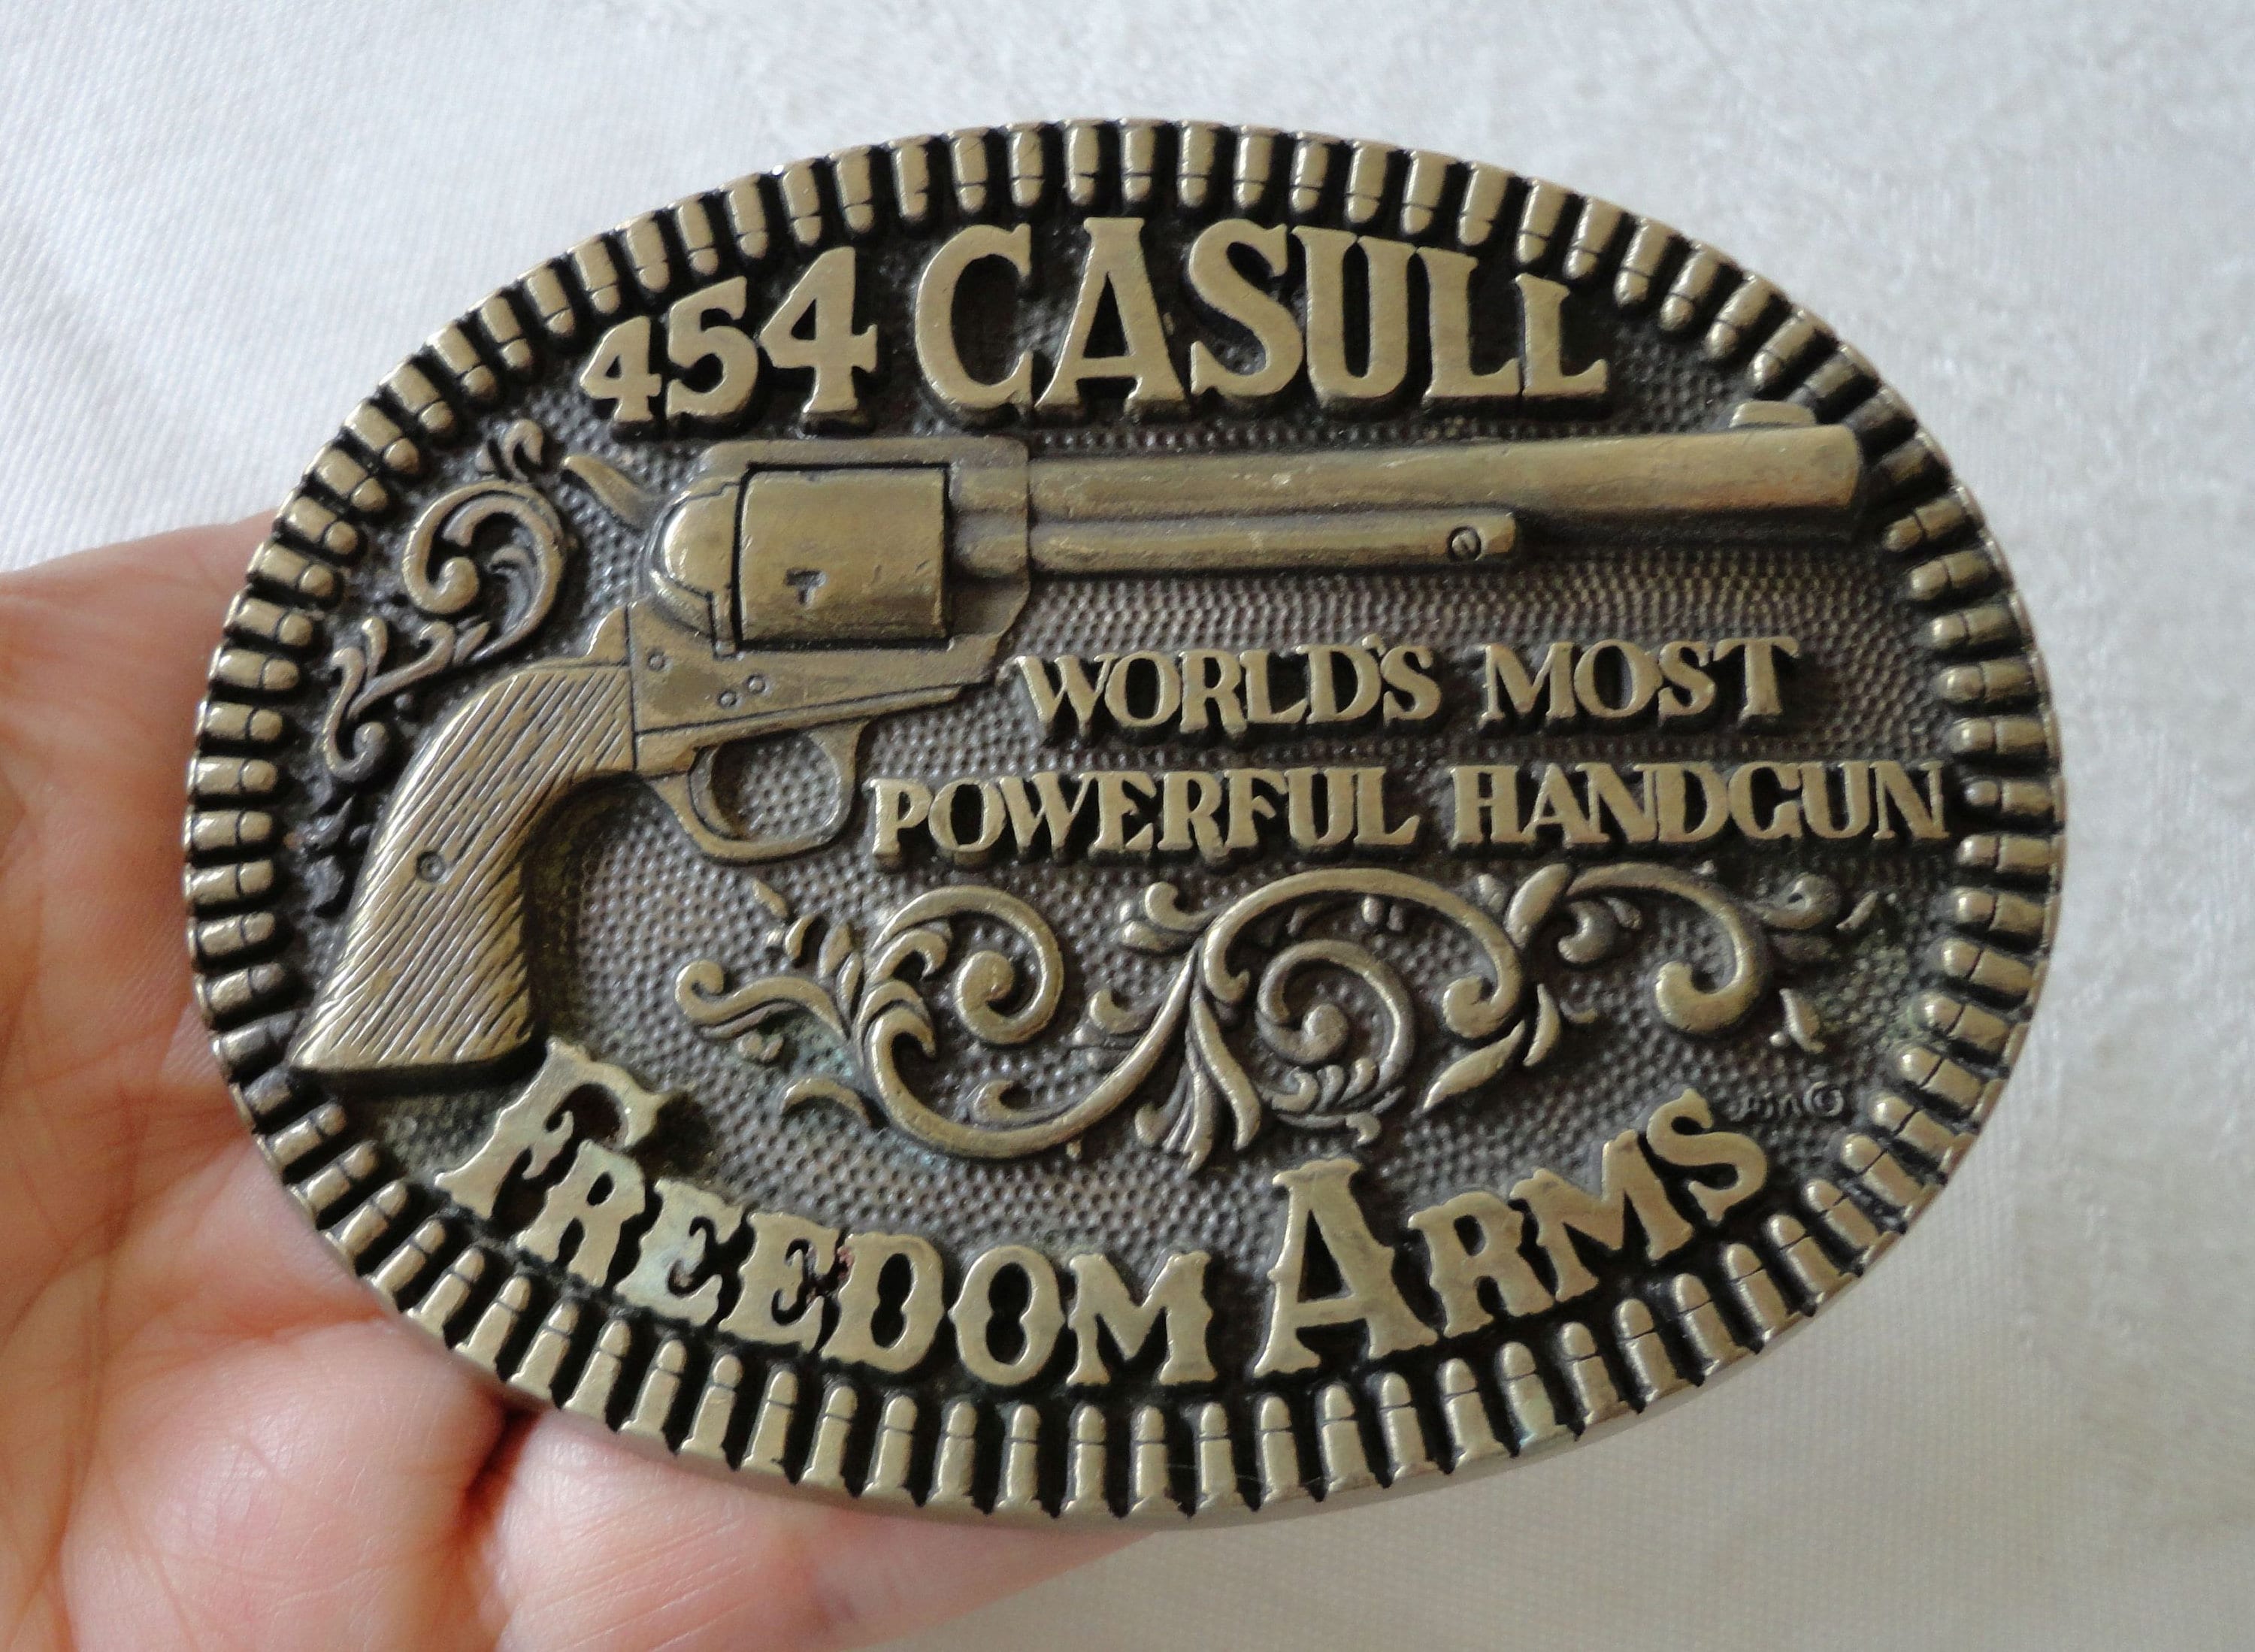 454 CASULL
WORLD'S MOST
POWERFUL HANDGUN
FREEDOM ARMS